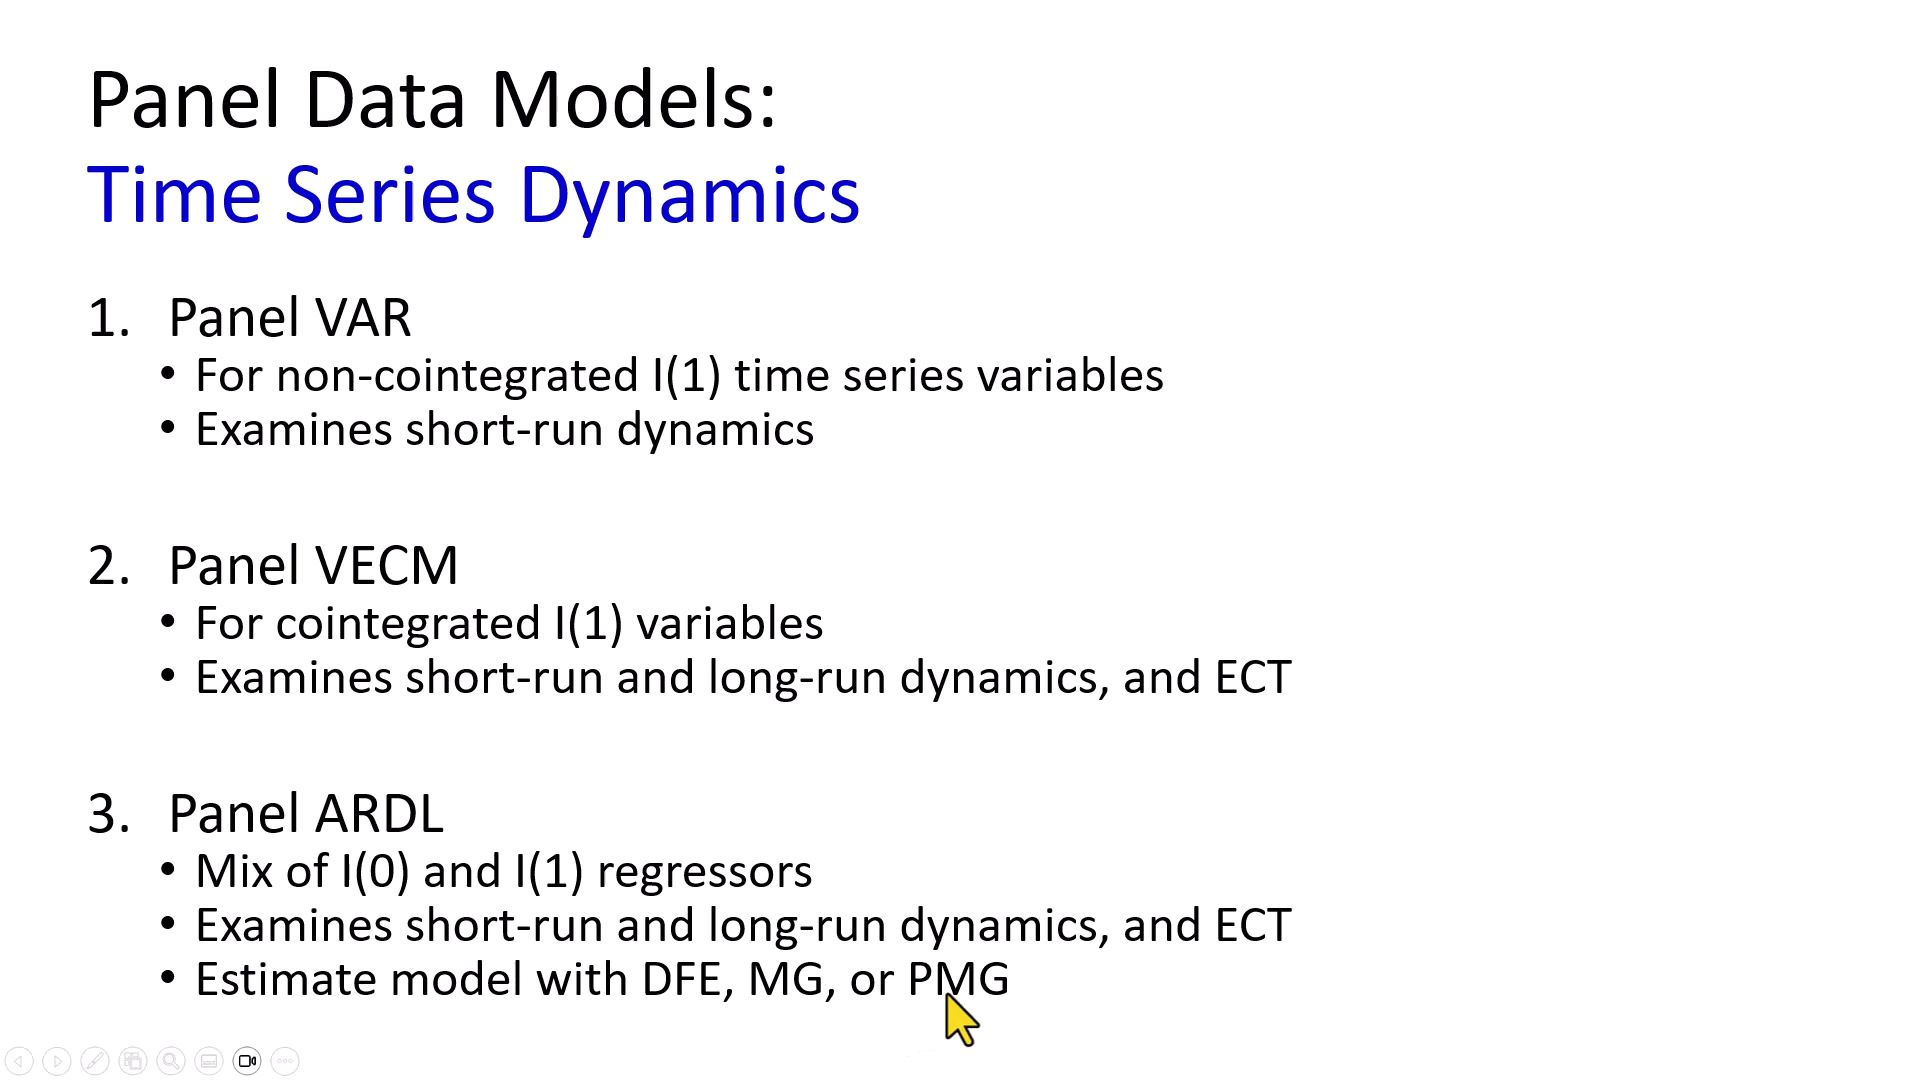 Panel Data Models:
Time Series Dynamics
1. Panel VAR
• For non-cointegrated I(1) time series variables
• Examines short-run dynamics
2. Panel VECM
• For cointegrated I(1) variables
• Examines short-run and long-run dynamics, and ECT
3. Panel ARDL
• Mix of I(0) and I(1) regressors
• Examines short-run and long-run dynamics, and ECT
• Estimate model with DFE, MG, or PMG